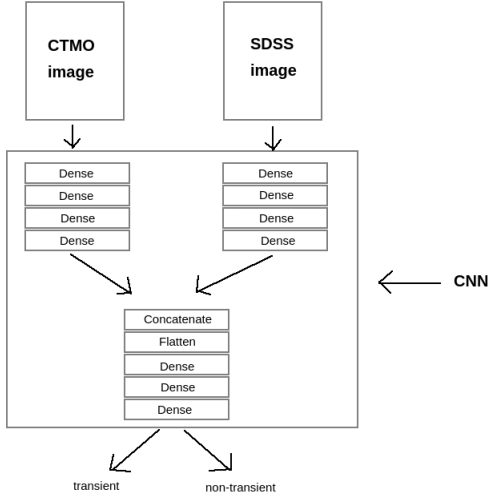 CTMO
image
SDSS
image
Dense
Dense
Dense
Dense
Dense
Dense
Dense
Dense
CNN
Concatenate
Flatten
Dense
Dense
Dense
transient
non-transient